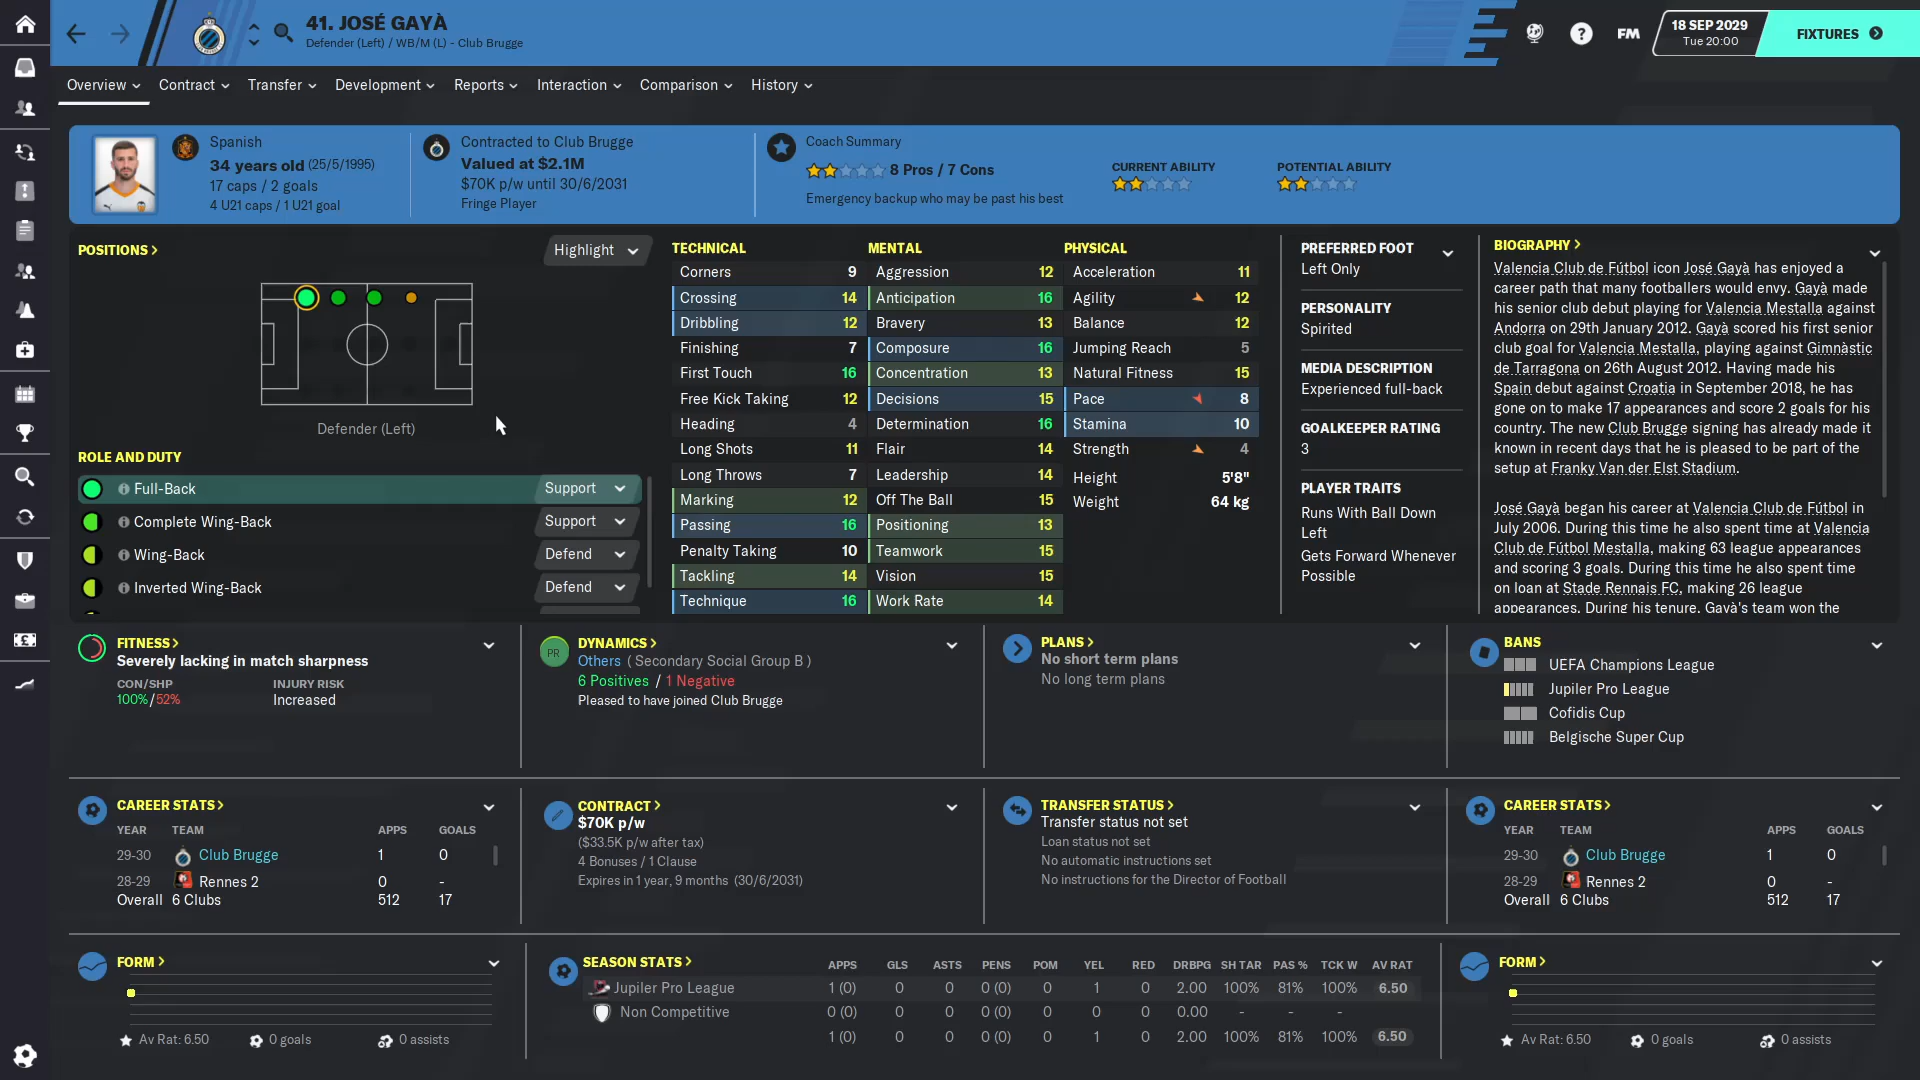 41. JOSÉ GAYÀ
Defender (Left) / WB/M (L) - Club Brugge
?
FM
18 SEP 2029
Tue 20:00
FIXTURES
Overview
Contract
Transfer
Development
Reports
Interaction
Comparison
History
Spanish
34 years old (25/5/1995)
17 caps / 2 goals
4 U21 caps / 1 U21 goal
Contracted to Club Brugge
Valued at $2.1M
$70K p/w until 30/6/2031
Fringe Player
Coach Summary
8 Pros / 7 Cons
Emergency backup who may be past his best
CURRENT ABILITY
POTENTIAL ABILITY
POSITIONS >
Highlight
Defender (Left)
ROLE AND DUTY
Full-Back Support
Complete Wing-Back Support
Wing-Back Defend
Inverted Wing-Back Defend
TECHNICAL
Corners 9
Crossing 14
Dribbling 12
Finishing 7
First Touch 16
Free Kick Taking 12
Heading 4
Long Shots 11
Long Throws 7
Marking 12
Passing 16
Penalty Taking 10
Tackling 14
Technique 16
MENTAL
Aggression 12
Anticipation 16
Bravery 13
Composure 16
Concentration 13
Decisions 15
Determination 16
Flair 14
Leadership 14
Off The Ball 15
Positioning 13
Teamwork 15
Vision 15
Work Rate 14
PHYSICAL
Acceleration 11
Agility 12
Balance 12
Jumping Reach 5
Natural Fitness 15
Pace 8
Stamina 10
Strength 4
Height 5'8"
Weight 64 kg
PREFERRED FOOT
Left Only
PERSONALITY
Spirited
MEDIA DESCRIPTION
Experienced full-back
GOALKEEPER RATING
3
PLAYER TRAITS
Runs With Ball Down
Left
Gets Forward Whenever
Possible
BIOGRAPHY >
Valencia Club de Fútbol icon José Gayà has enjoyed a
career path that many footballers would envy. Gayà made
his senior club debut playing for Valencia Mestalla against
Andorra on 29th January 2012. Gayà scored his first senior
club goal for Valencia Mestalla, playing against Gimnàstic
de Tarragona on 26th August 2012. Having made his
Spain debut against Croatia in September 2018, he has
gone on to make 17 appearances and score 2 goals for his
country. The new Club Brugge signing has already made it
known in recent days that he is pleased to be part of the
setup at Franky Van der Elst Stadium.
José Gayà began his career at Valencia Club de Fútbol in
July 2006. During this time he also spent time at Valencia
Club de Fútbol Mestalla, making 63 league appearances
and scoring 3 goals. During this time he also spent time
on loan at Stade Rennais FC, making 26 league
appearances. During his tenure, Gayà's team won the
FITNESS >
Severely lacking in match sharpness
CON/SHP
100%/52%
INJURY RISK
Increased
PR
DYNAMICS >
Others ( Secondary Social Group B )
6 Positives / 1 Negative
Pleased to have joined Club Brugge
PLANS >
No short term plans
No long term plans
BANS
UEFA Champions League
Jupiler Pro League
Cofidis Cup
Belgische Super Cup
CAREER STATS >
YEAR TEAM APPS GOALS
29-30 Club Brugge 1 0
28-29 Rennes 2 0 -
Overall 6 Clubs 512 17
CONTRACT >
$70K p/w
($33.5K p/w after tax)
4 Bonuses / 1 Clause
Expires in 1 year, 9 months (30/6/2031)
TRANSFER STATUS >
Transfer status not set
Loan status not set
No automatic instructions set
No instructions for the Director of Football
CAREER STATS >
YEAR TEAM APPS GOALS
29-30 Club Brugge 1 0
28-29 Rennes 2 0 -
Overall 6 Clubs 512 17
FORM >
Av Rat: 6.50 0 goals 0 assists
SEASON STATS > APPS GLS ASTS PENS POM YEL RED DRBPG SH TAR PAS % TCK W AV RAT
Jupiler Pro League 1 (0) 0 0 0 (0) 0 1 0 2.00 100% 81% 100% 6.50
Non Competitive 0 (0) 0 0 0 (0) 0 0 0 0.00 - - -
1 (0) 0 0 0 (0) 0 1 0 2.00 100% 81% 100% 6.50
FORM >
Av Rat: 6.50 0 goals 0 assists